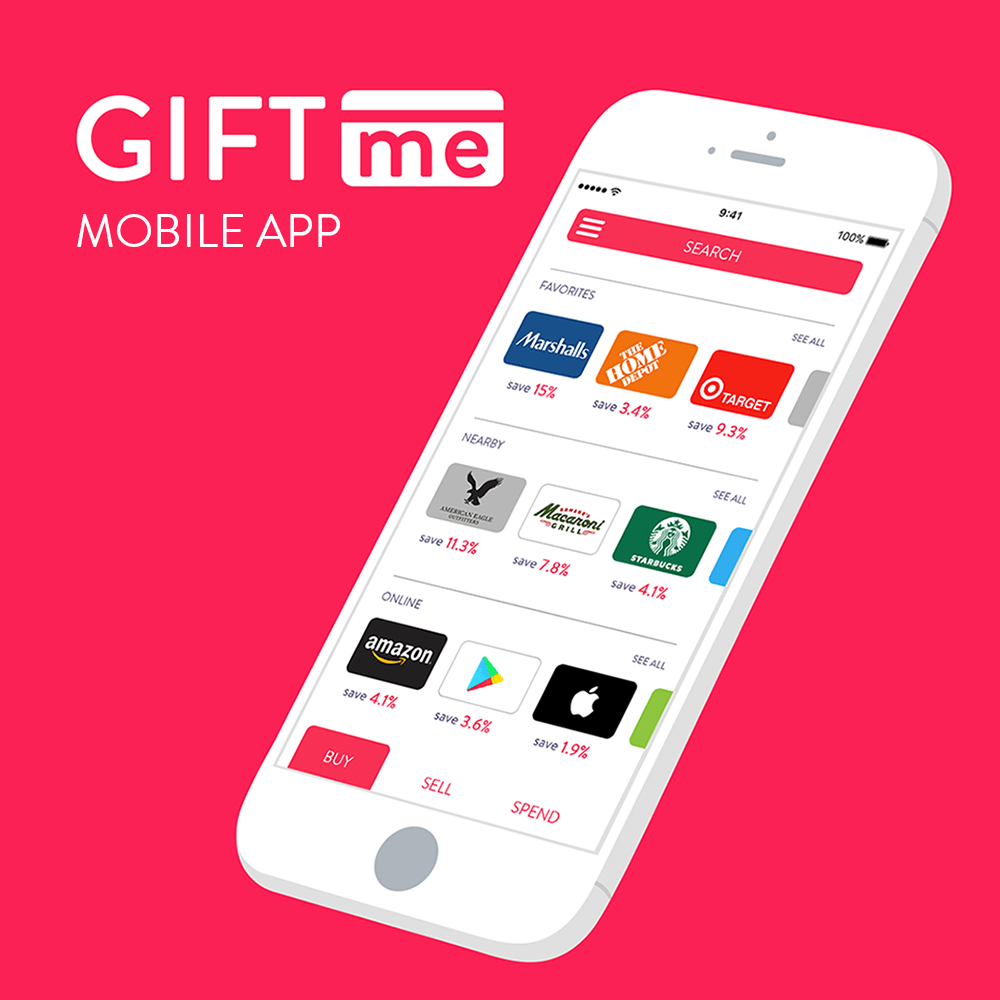 GIFT me
MOBILE APP
9:41
100%
SEARCH
FAVORITES
SEE ALL
Marshalls
THE
HOME
DEPOT
TARGET
save 15%
save 3.4%
save 9.3%
NEARBY
SEE ALL
AMERICAN EAGLE
OUTFITTERS
Macaroni
GRILL
STARBUCKS
save 11.3%
save 7.8%
save 4.1%
ONLINE
SEE ALL
amazon
save 4.1%
save 3.6%
save 1.9%
BUY
SELL
SPEND